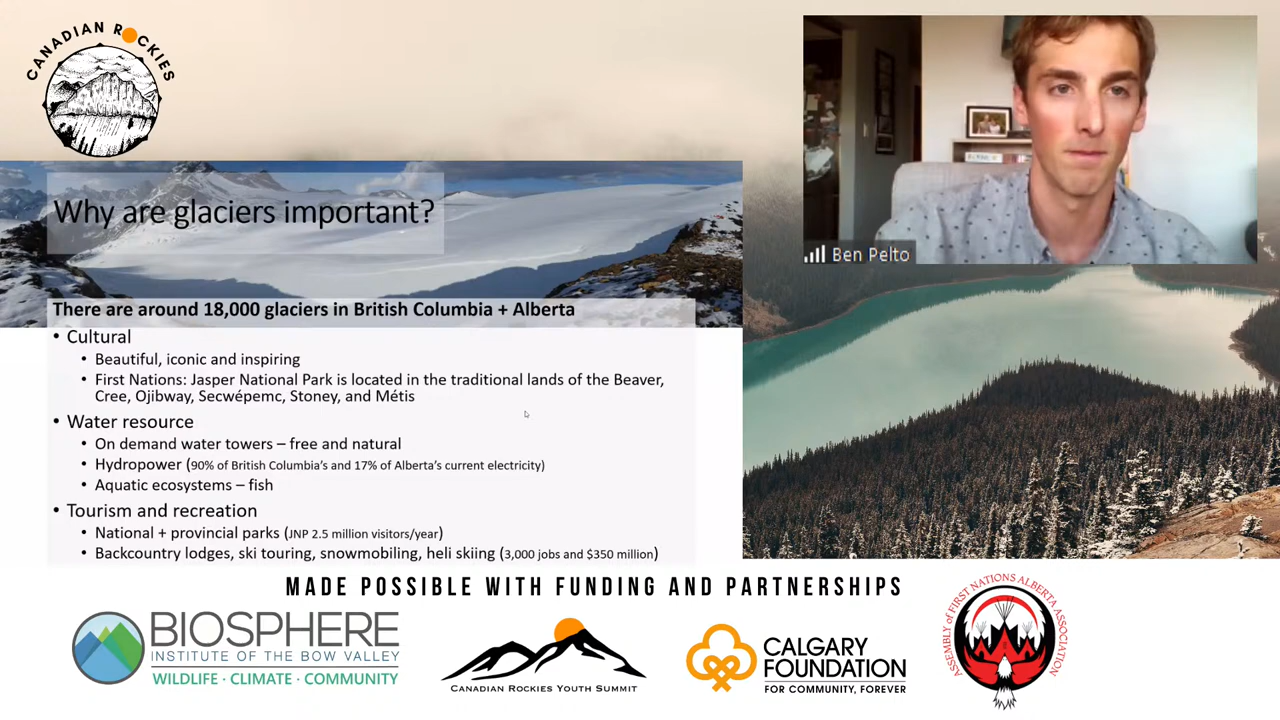 CANADIAN ROCKIES
Ben Pelto
Why are glaciers important?
There are around 18,000 glaciers in British Columbia + Alberta
• Cultural
• Beautiful, iconic and inspiring
• First Nations: Jasper National Park is located in the traditional lands of the Beaver,
Cree, Ojibway, Secwépemc, Stoney, and Métis
• Water resource
• On demand water towers – free and natural
• Hydropower (90% of British Columbia's and 17% of Alberta's current electricity)
• Aquatic ecosystems – fish
• Tourism and recreation
• National + provincial parks (JNP 2.5 million visitors/year)
• Backcountry lodges, ski touring, snowmobiling, heli skiing (3,000 jobs and $350 million)
MADE POSSIBLE WITH FUNDING AND PARTNERSHIPS
BIOSPHERE
INSTITUTE OF THE BOW VALLEY
WILDLIFE · CLIMATE · COMMUNITY
CANADIAN ROCKIES YOUTH SUMMIT
CALGARY
FOUNDATION
FOR COMMUNITY, FOREVER
ASSEMBLY of FIRST NATIONS ALBERTA ASSOCIATION